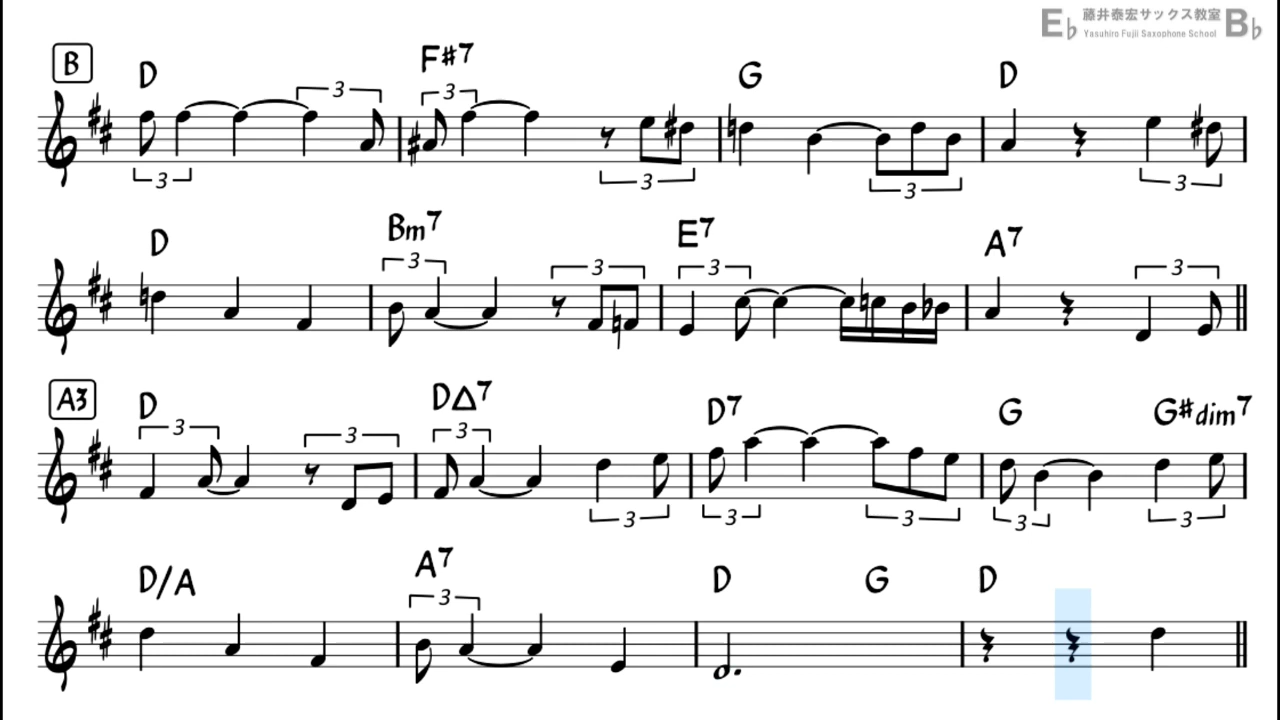 E♭ 藤井泰宏サックス教室 B♭
Yasuhiro Fujii Saxophone School
B D F#7 G D
3 3 3 3 3 3
D Bm7 E7 A7
3 3 3 3
A3 D D△7 D7 G G#dim7
3 3 3 3 3 3 3 3
D/A A7 D G D
3